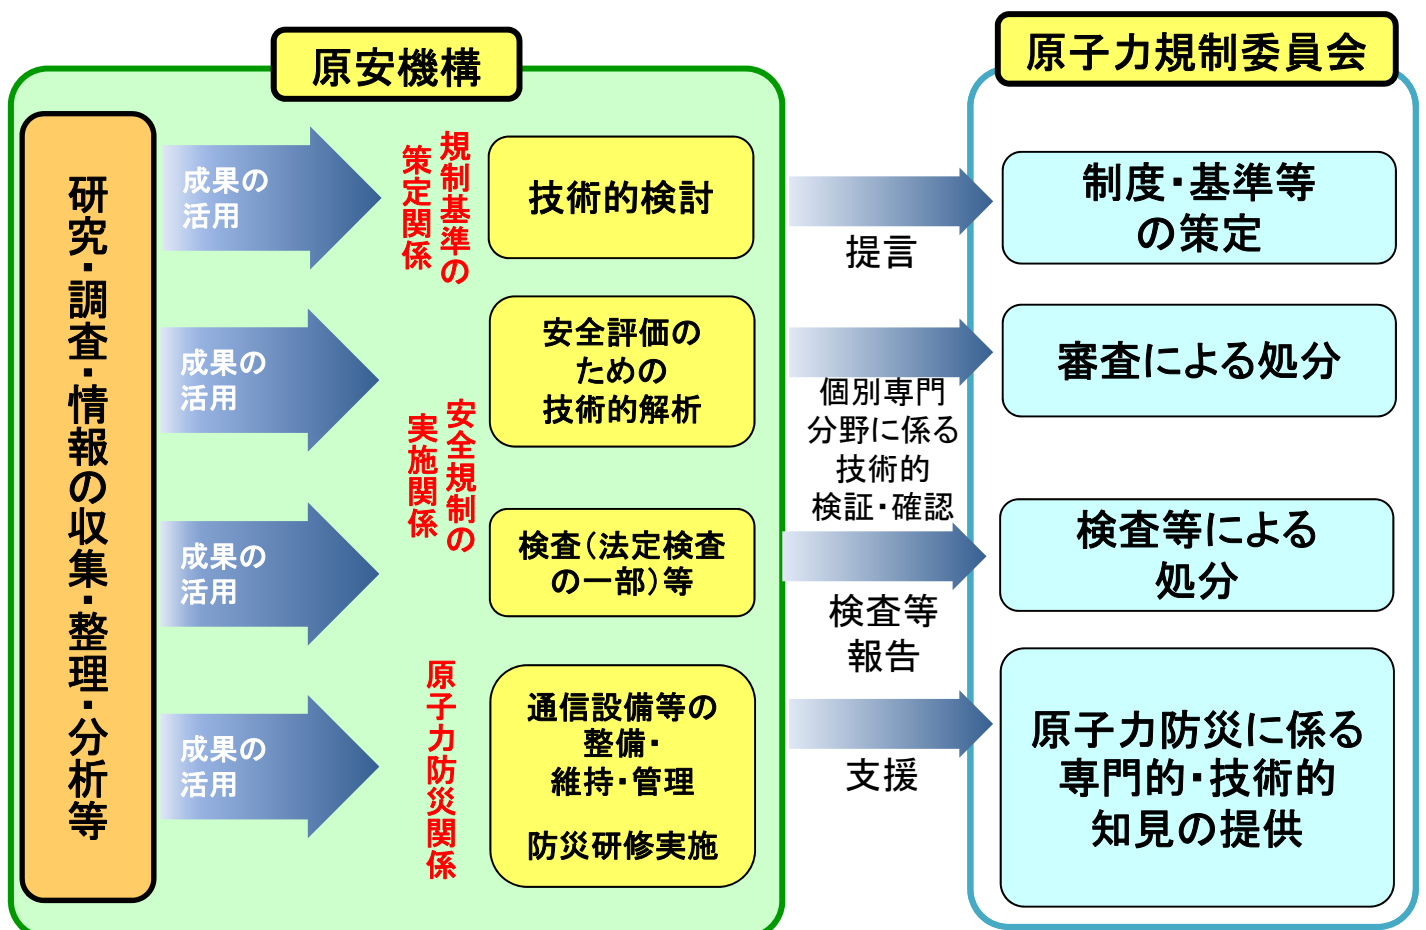 原安機構
原子力規制委員会
研究・調査・情報の収集・整理・分析等
成果の
活用
規制基準の
策定関係
技術的検討
提言
制度・基準等
の策定
成果の
活用
安全規制の
実施関係
安全評価の
ための
技術的解析
個別専門
分野に係る
技術的
検証・確認
審査による処分
成果の
活用
検査（法定検査
の一部）等
検査等
報告
検査等による
処分
成果の
活用
原子力防災関係
通信設備等の
整備・
維持・管理
防災研修実施
支援
原子力防災に係る
専門的・技術的
知見の提供